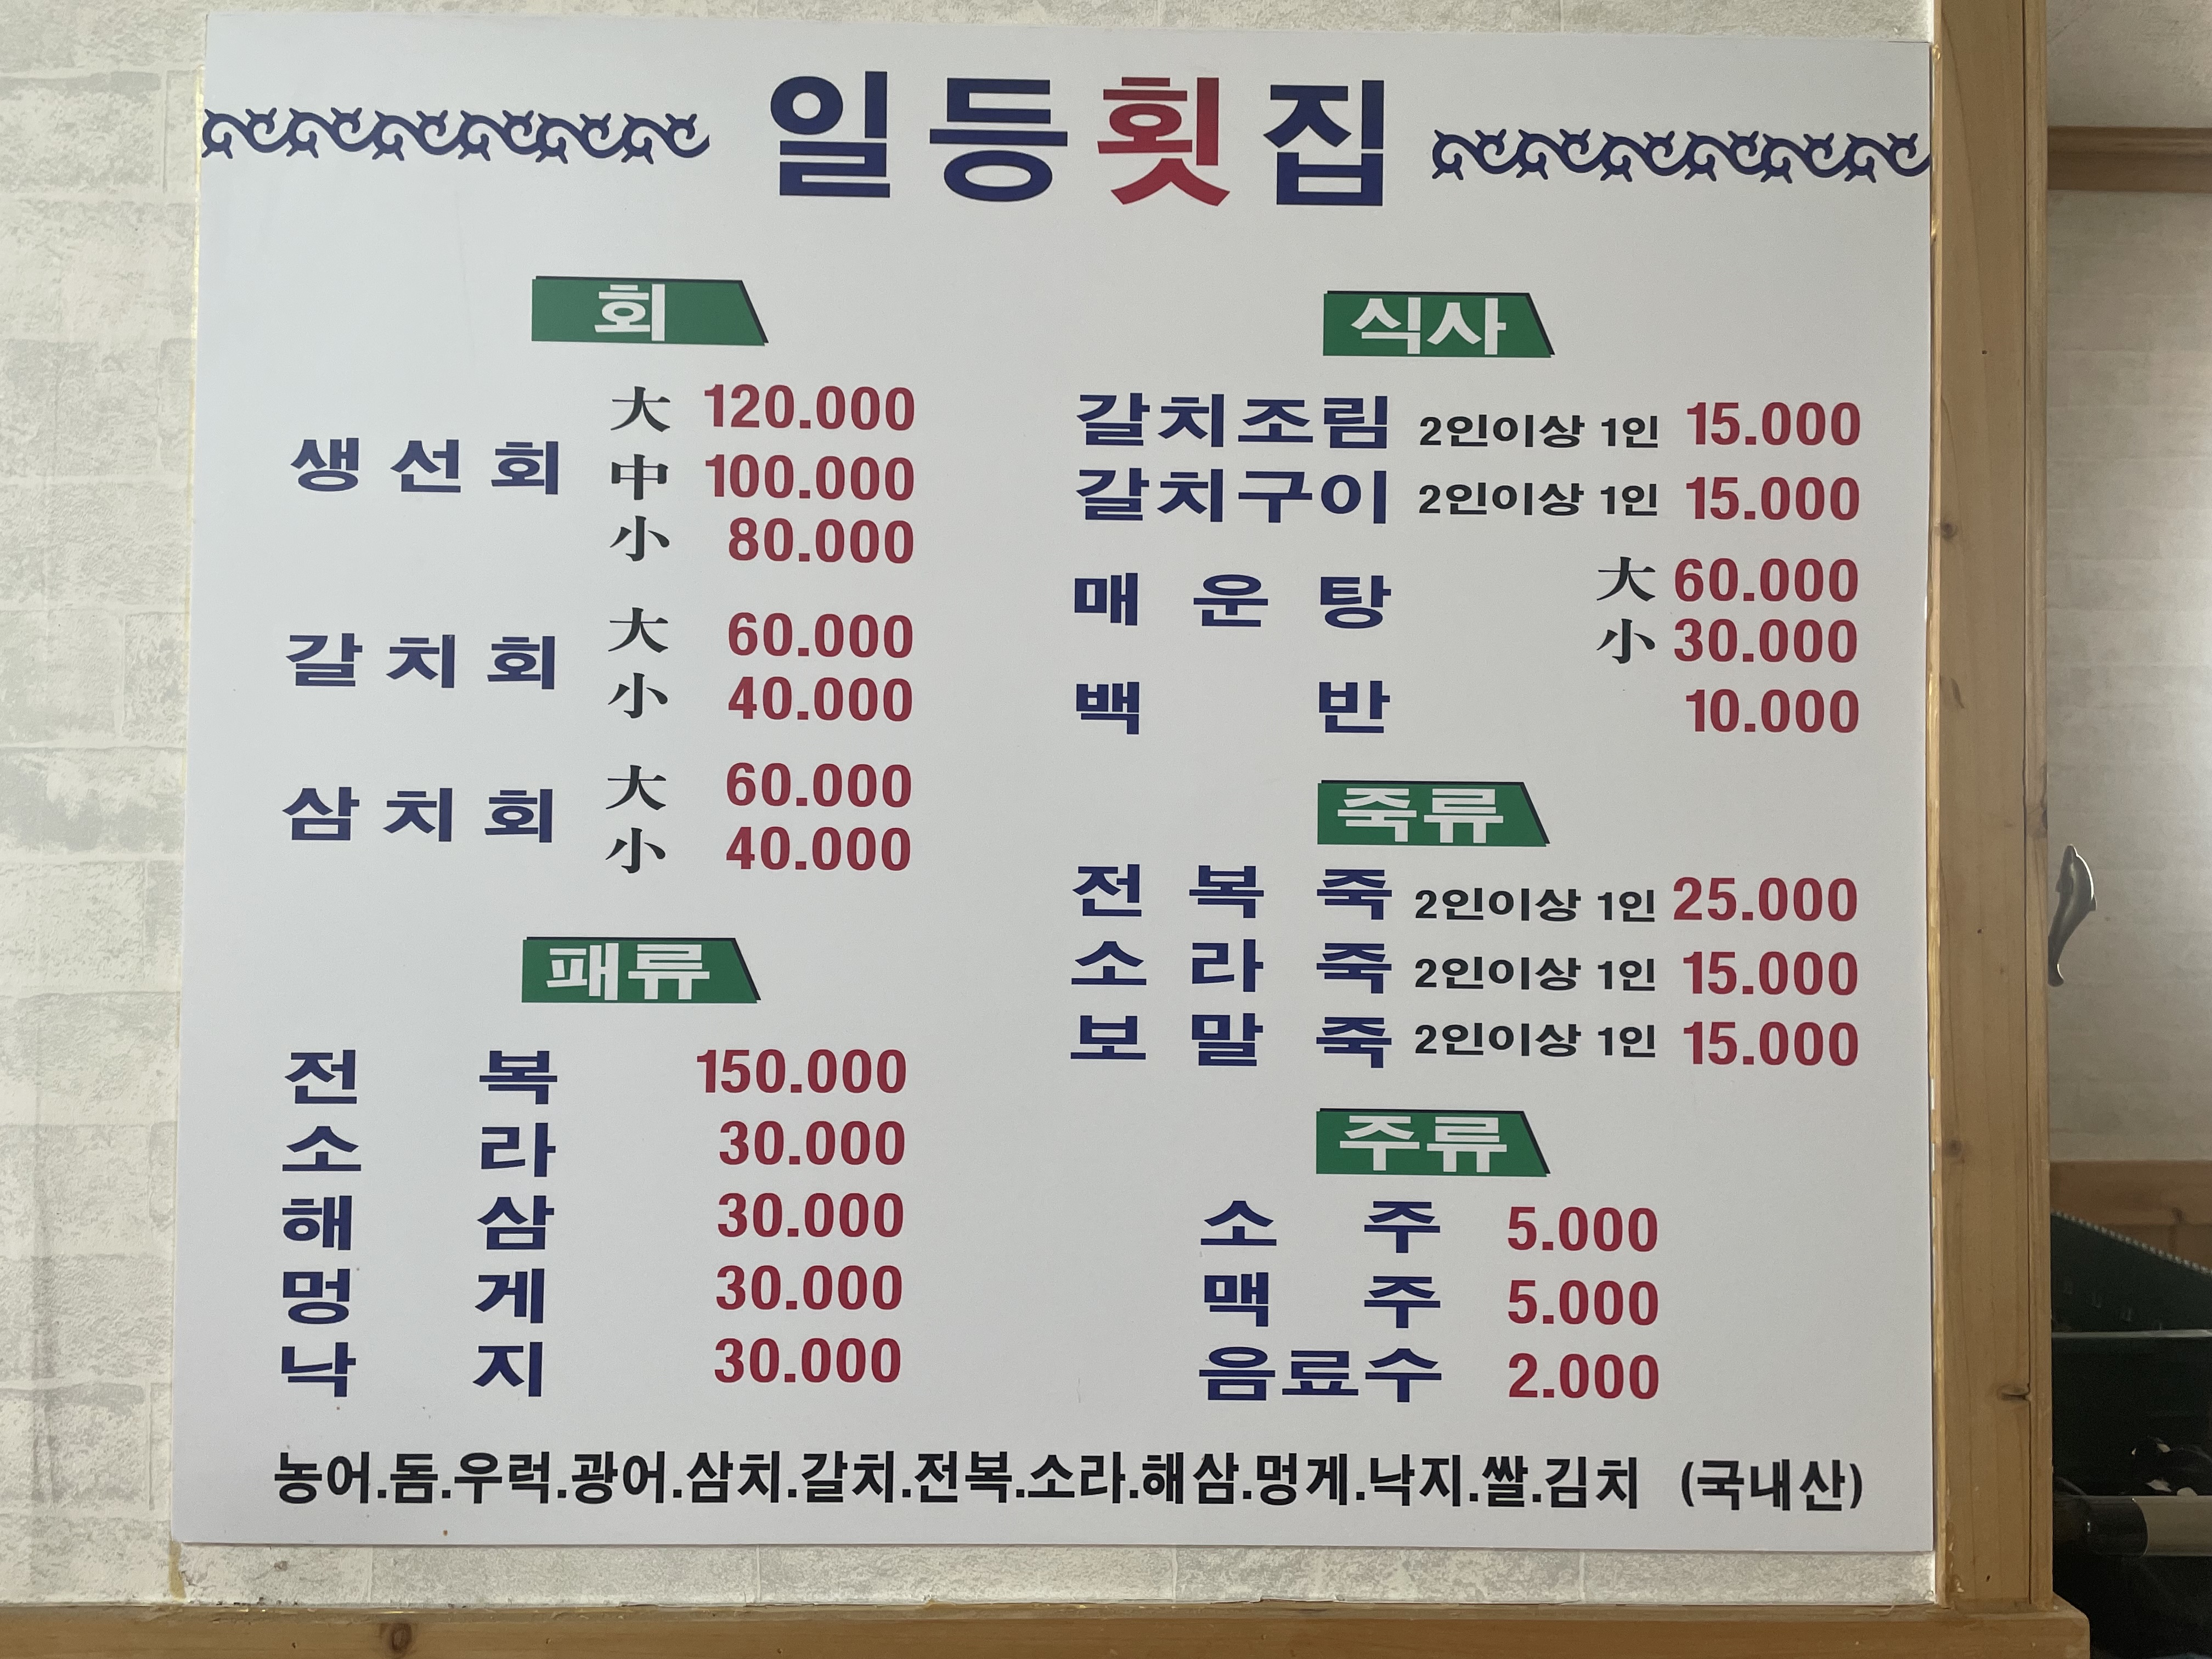 일등횟집
회
생선회 大 120.000
中 100.000
小 80.000
갈치회 大 60.000
小 40.000
삼치회 大 60.000
小 40.000
패류
전복 150.000
소라 30.000
해삼 30.000
멍게 30.000
낙지 30.000
식사
갈치조림 2인이상 1인 15.000
갈치구이 2인이상 1인 15.000
매운탕 大 60.000
小 30.000
백반 10.000
죽류
전복죽 2인이상 1인 25.000
소라죽 2인이상 1인 15.000
보말죽 2인이상 1인 15.000
주류
소주 5.000
맥주 5.000
음료수 2.000
농어.돔.우럭.광어.삼치.갈치.전복.소라.해삼.멍게.낙지.쌀.김치 (국내산)